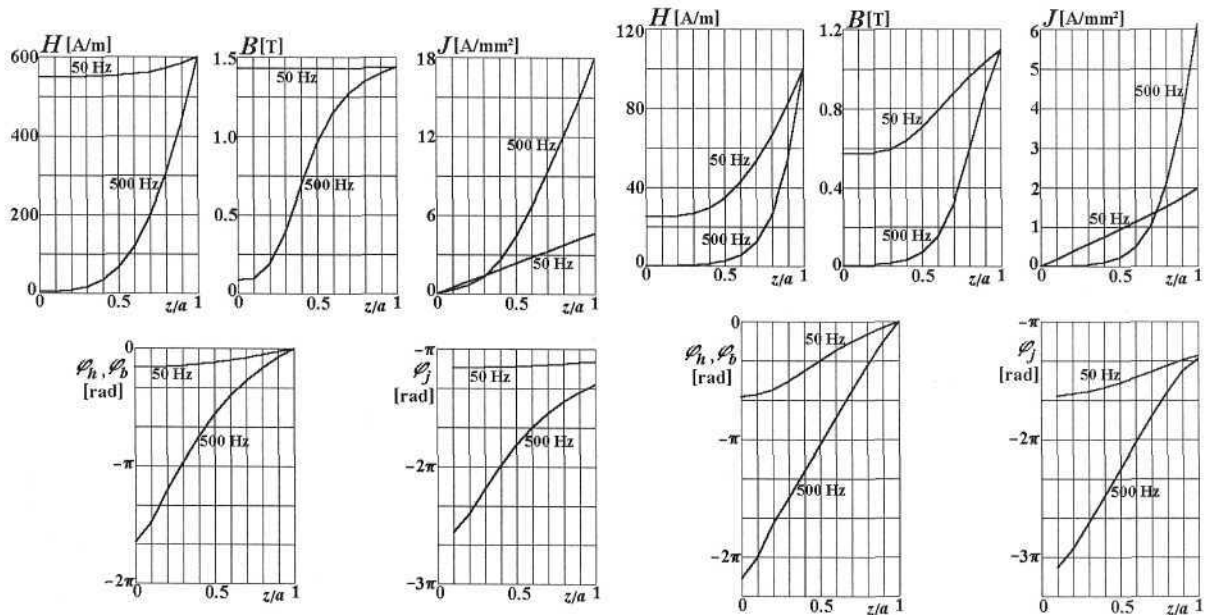 H [A/m]
600
400
200
0
50 Hz
500 Hz
0
0.5
z/a 1
B [T]
1.5
1.0
0.5
0
50 Hz
500 Hz
0
0.5
z/a 1
J [A/mm²]
18
12
6
0
500 Hz
50 Hz
0
0.5
z/a 1
H [A/m]
120
80
40
0
50 Hz
500 Hz
0
0.5
z/a 1
B [T]
1.2
0.8
0.4
0
50 Hz
500 Hz
0
0.5
z/a 1
J [A/mm²]
6
5
4
3
2
1
0
500 Hz
50 Hz
0
0.5
z/a 1
0
φh , φb
[rad]
−π
−2π
50 Hz
500 Hz
0
0.5
z/a 1
−π
φj
[rad]
−2π
−3π
50 Hz
500 Hz
0
0.5
z/a 1
0
φh , φb
[rad]
−π
−2π
50 Hz
500 Hz
0
0.5
z/a 1
−π
φj
[rad]
−2π
−3π
50 Hz
500 Hz
0
0.5
z/a 1